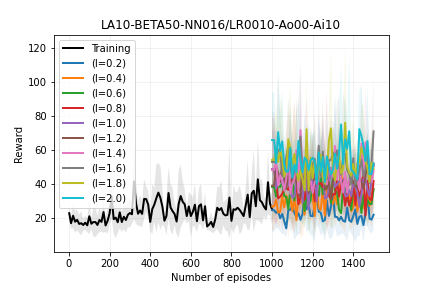 LA10-BETA50-NN016/LR0010-Ao00-Ai10
Reward
120
100
80
60
40
20
Training
(l=0.2)
(l=0.4)
(l=0.6)
(l=0.8)
(l=1.0)
(l=1.2)
(l=1.4)
(l=1.6)
(l=1.8)
(l=2.0)
0 200 400 600 800 1000 1200 1400
Number of episodes